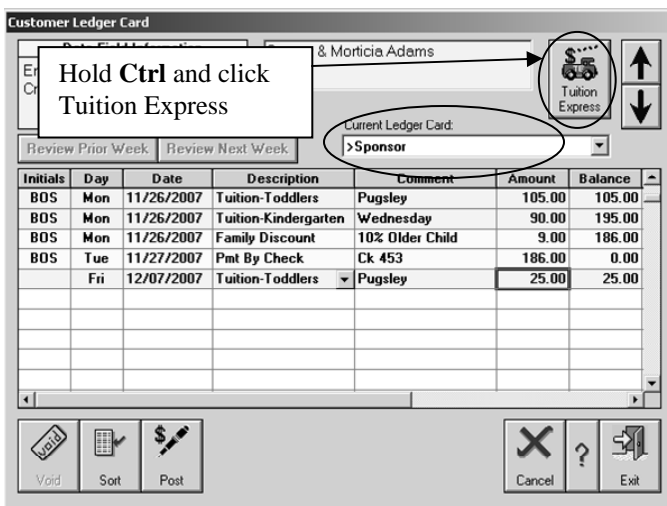 Customer Ledger Card
& Morticia Adams
Hold Ctrl and click
Tuition Express
Tuition
Express
Current Ledger Card:
Review Prior Week Review Next Week >Sponsor
Initials Day Date Description Comment Amount Balance
BOS Mon 11/26/2007 Tuition-Toddlers Pugsley 105.00 105.00
BOS Mon 11/26/2007 Tuition-Kindergarten Wednesday 90.00 195.00
BOS Mon 11/26/2007 Family Discount 10% Older Child 9.00 186.00
BOS Tue 11/27/2007 Pmt By Check Ck 453 186.00 0.00
Fri 12/07/2007 Tuition-Toddlers Pugsley 25.00 25.00
void
$
?
Void Sort Post Cancel Exit